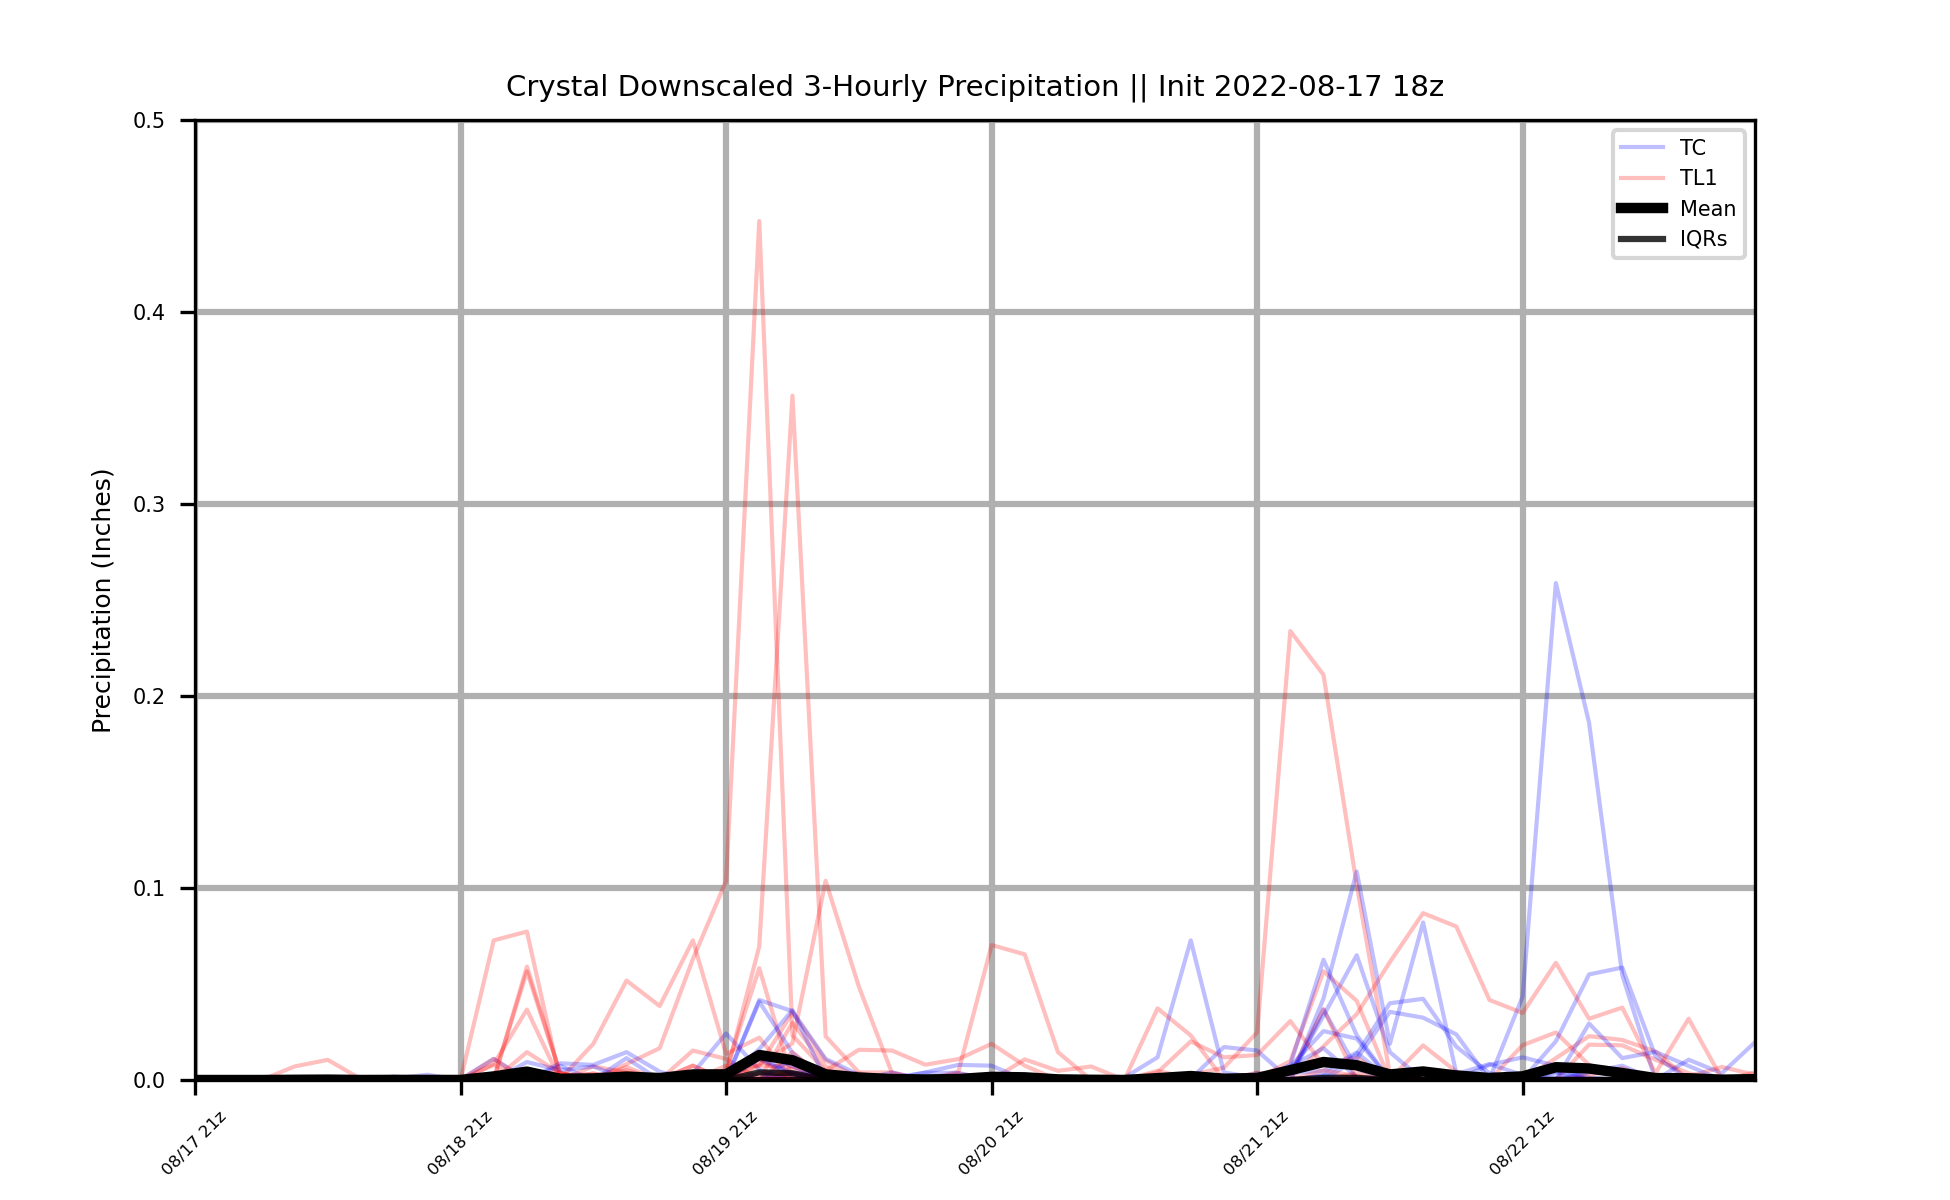 Crystal Downscaled 3-Hourly Precipitation || Init 2022-08-17 18z
0.5
0.4
0.3
0.2
0.1
0.0
Precipitation (Inches)
TC
TL1
Mean
IQRs
08/17 21z
08/18 21z
08/19 21z
08/20 21z
08/21 21z
08/22 21z